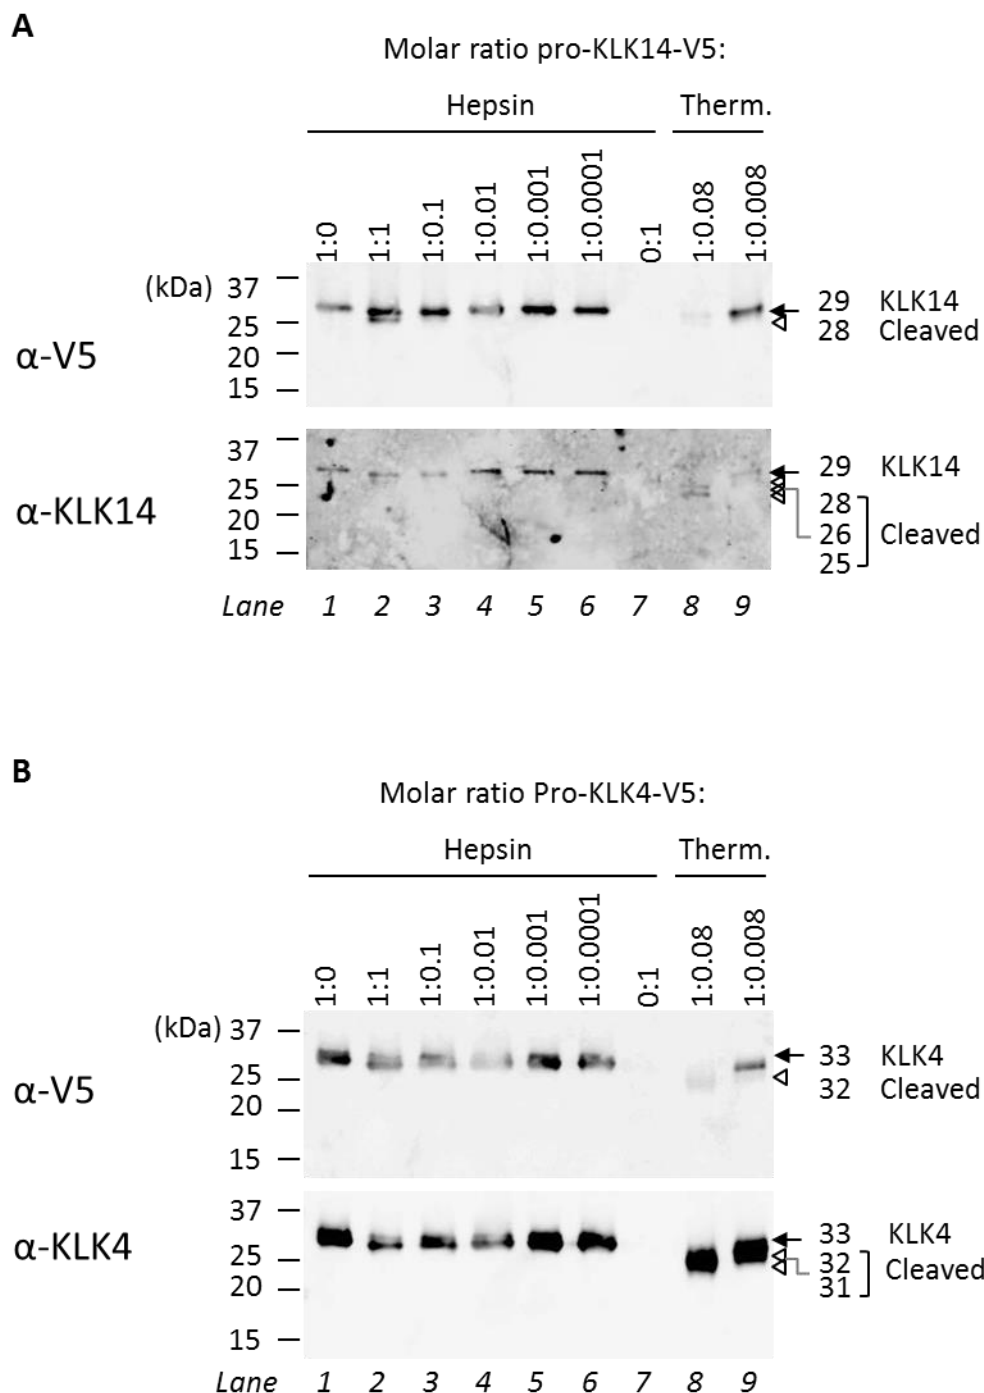 A
Molar ratio pro-KLK14-V5:
Hepsin Therm.
1:0 1:1 1:0.1 1:0.01 1:0.001 1:0.0001 0:1 1:0.08 1:0.008
(kDa) 37
25
20
15
α-V5
29 KLK14
28 Cleaved
37
25
20
15
α-KLK14
29 KLK14
28
26 Cleaved
25
Lane 1 2 3 4 5 6 7 8 9
B
Molar ratio Pro-KLK4-V5:
Hepsin Therm.
1:0 1:1 1:0.1 1:0.01 1:0.001 1:0.0001 0:1 1:0.08 1:0.008
(kDa) 37
25
20
15
α-V5
33 KLK4
32 Cleaved
37
25
20
15
α-KLK4
33 KLK4
32 Cleaved
31
Lane 1 2 3 4 5 6 7 8 9